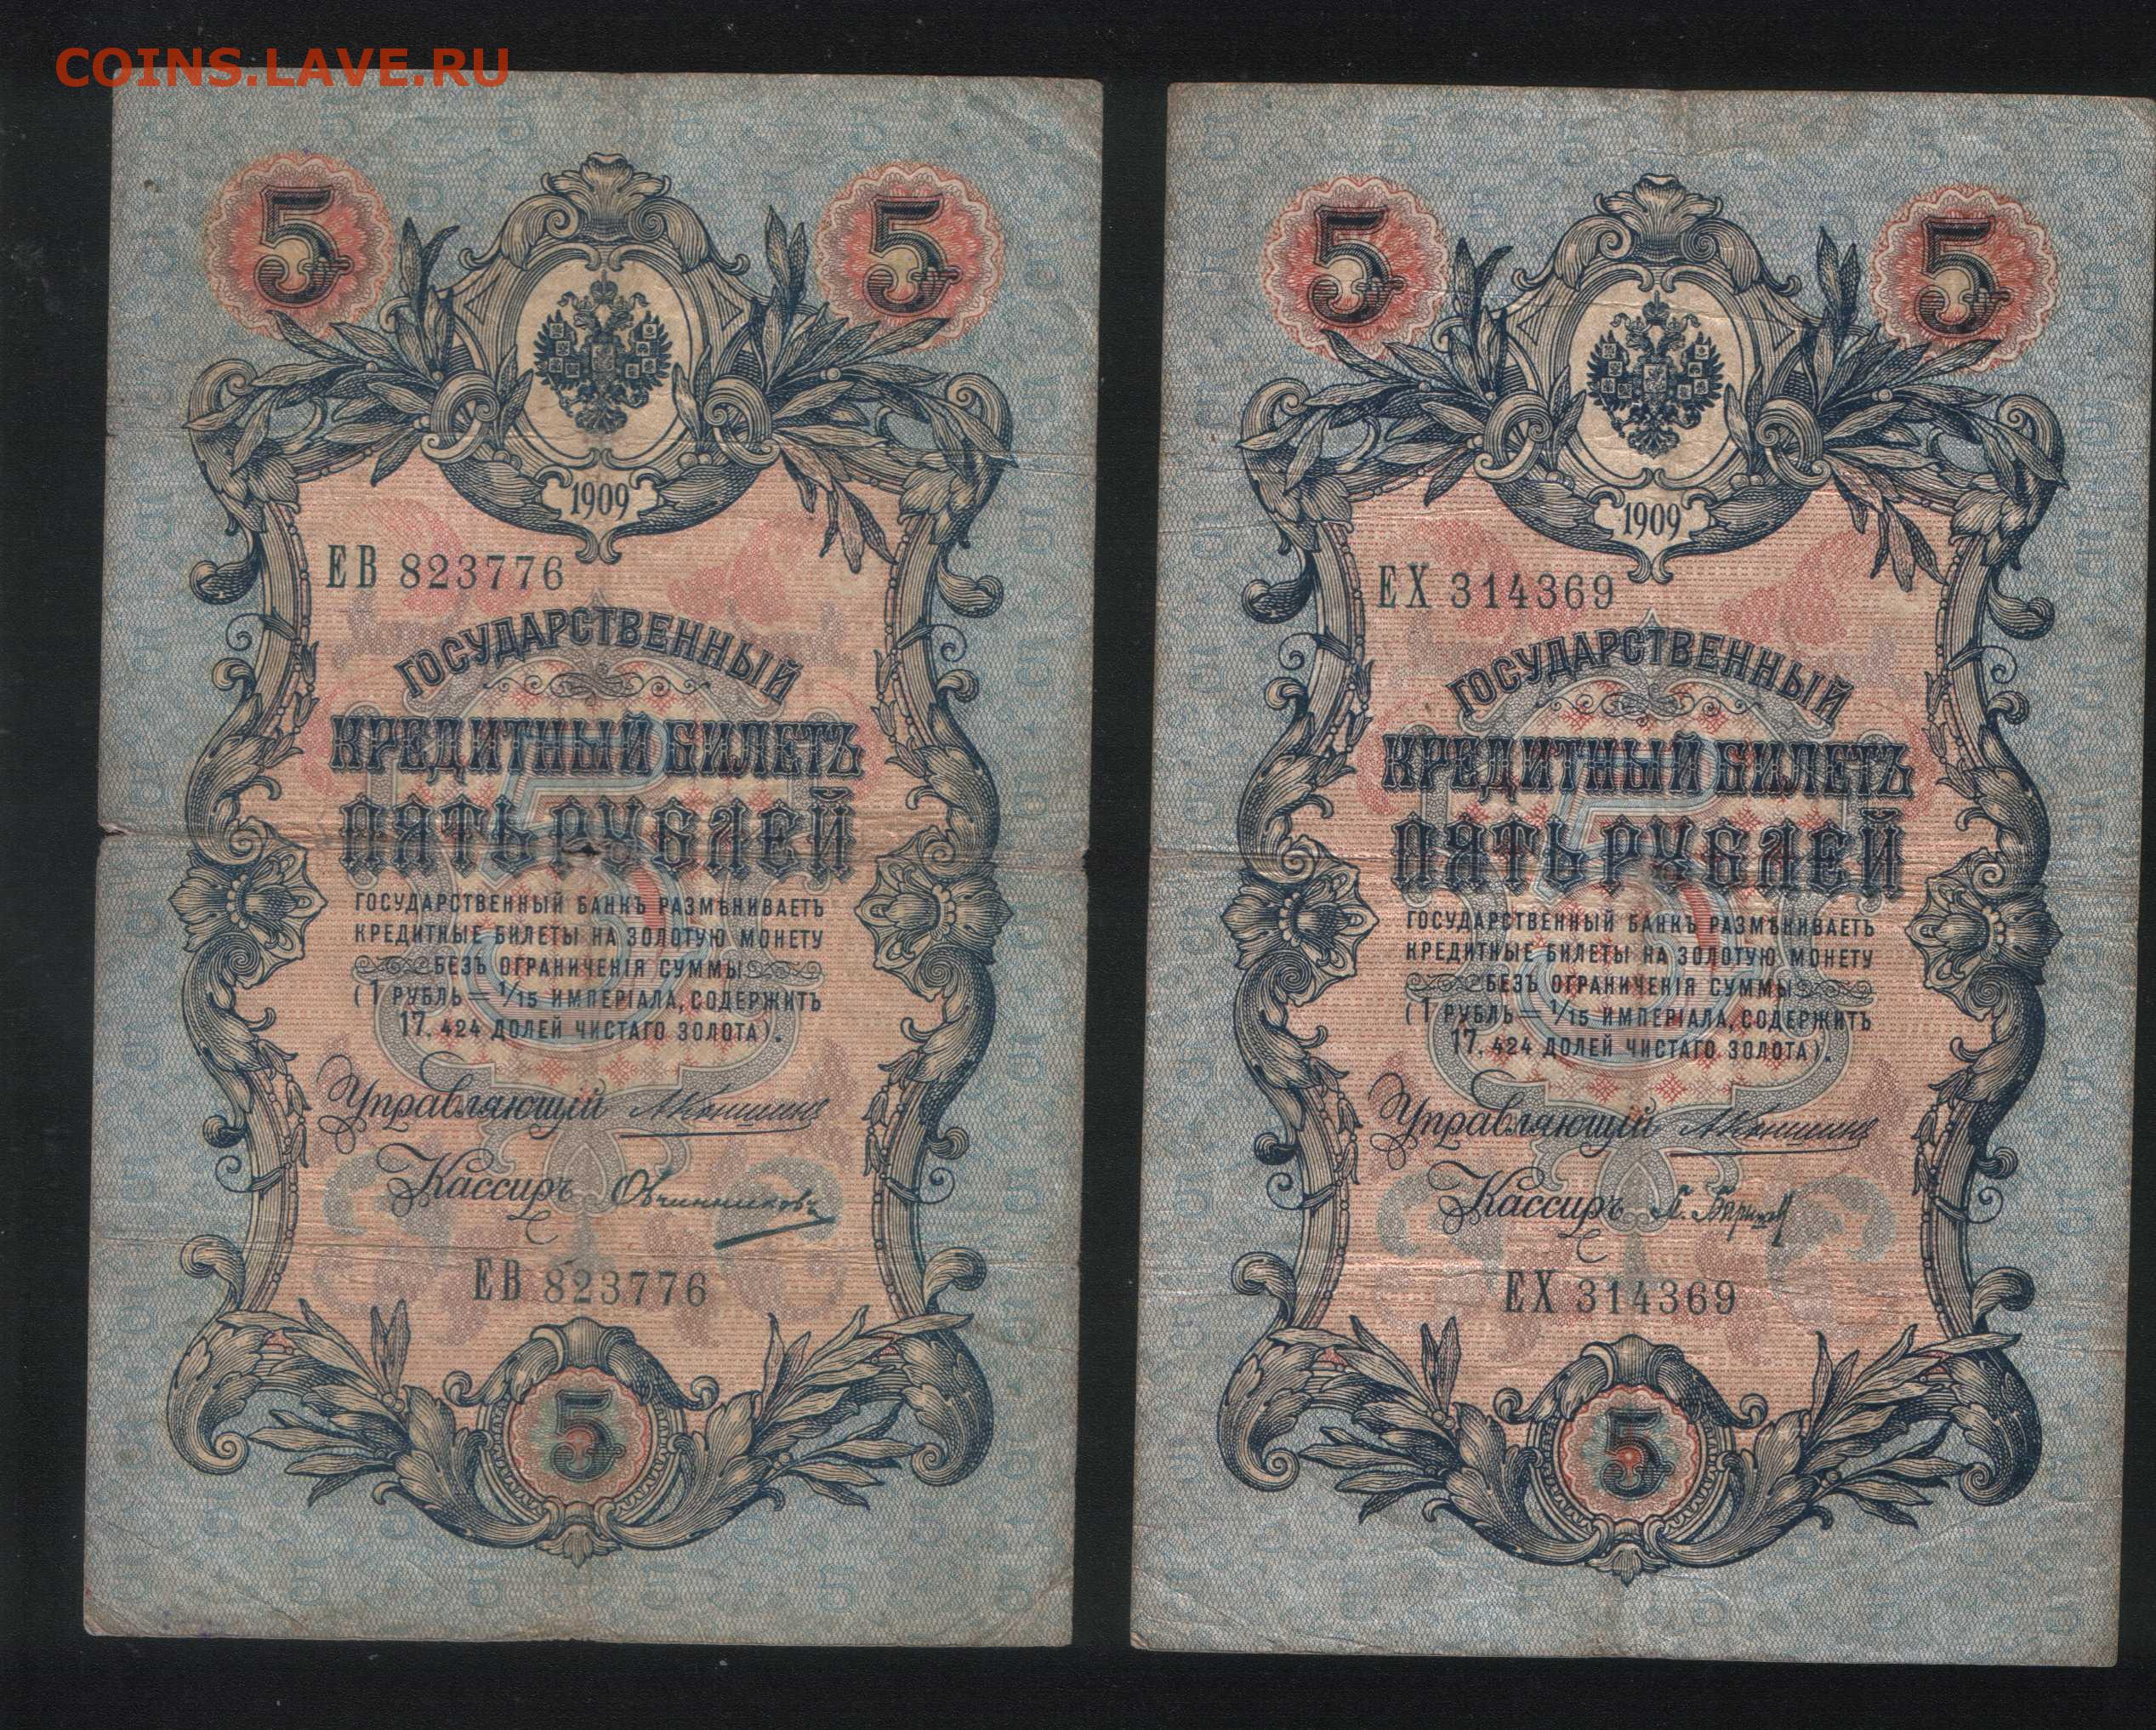 COINS.LAVE.RU
5 5
1909
ЕВ 823776
ГОСУДАРСТВЕННЫЙ
КРЕДИТНЫЙ БИЛЕТЪ
ПЯТЬ РУБЛЕЙ
ГОСУДАРСТВЕННЫЙ БАНКЪ РАЗМѢНИВАЕТЪ
КРЕДИТНЫЕ БИЛЕТЫ НА ЗОЛОТУЮ МОНЕТУ
БЕЗЪ ОГРАНИЧЕНІЯ СУММЫ
(1 РУБЛЬ = 1/15 ИМПЕРІАЛА, СОДЕРЖИТЪ
17,424 ДОЛЕЙ ЧИСТАГО ЗОЛОТА).
Управляющій АКоншинъ
Кассиръ Овчинниковъ
ЕВ 823776
5
5 5
1909
ЕХ 314369
ГОСУДАРСТВЕННЫЙ
КРЕДИТНЫЙ БИЛЕТЪ
ПЯТЬ РУБЛЕЙ
ГОСУДАРСТВЕННЫЙ БАНКЪ РАЗМѢНИВАЕТЪ
КРЕДИТНЫЕ БИЛЕТЫ НА ЗОЛОТУЮ МОНЕТУ
БЕЗЪ ОГРАНИЧЕНІЯ СУММЫ
(1 РУБЛЬ = 1/15 ИМПЕРІАЛА, СОДЕРЖИТЪ
17,424 ДОЛЕЙ ЧИСТАГО ЗОЛОТА).
Управляющій АКоншинъ
Кассиръ
ЕХ 314369
5